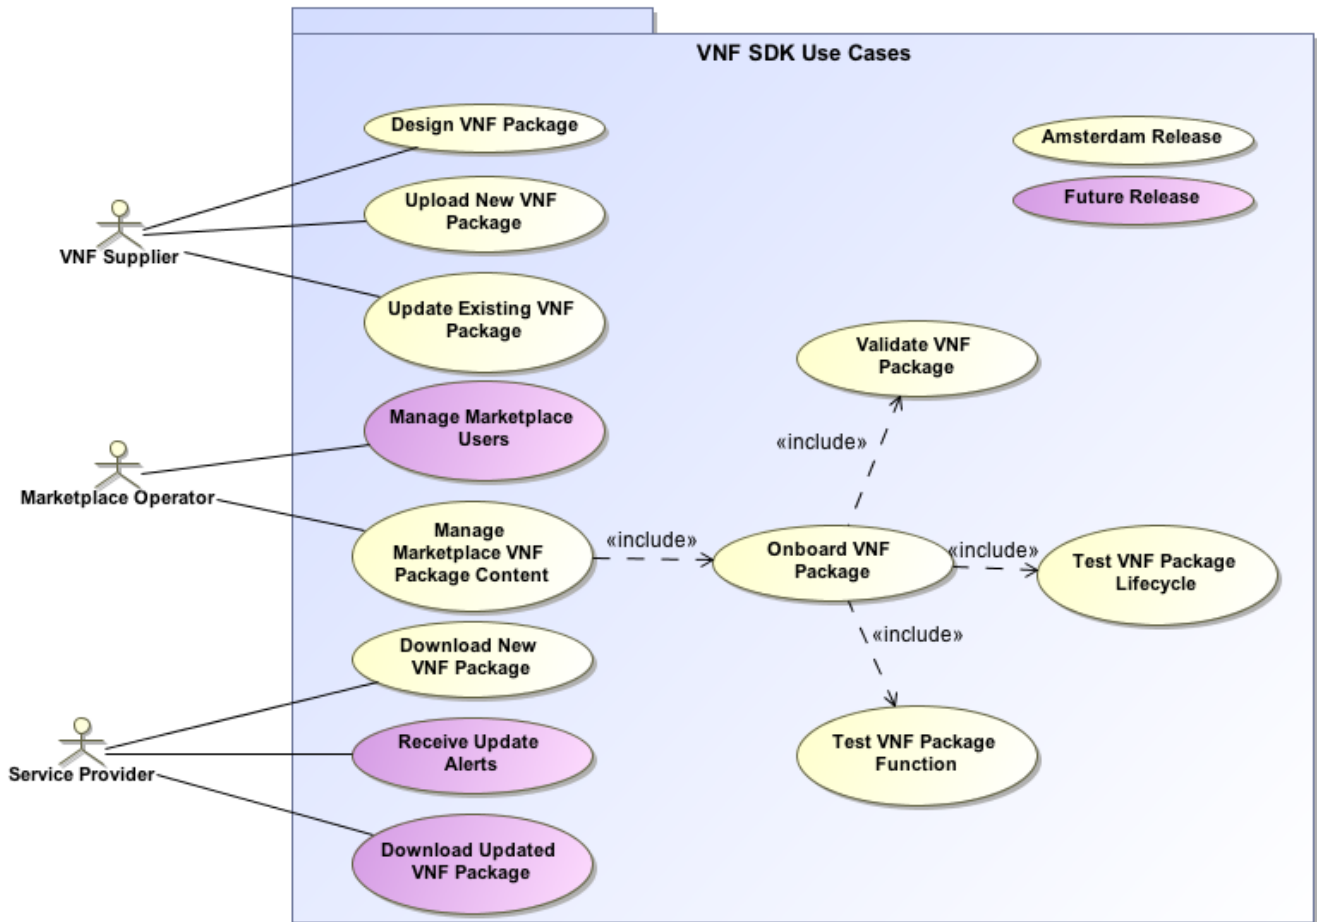 VNF SDK Use Cases
Design VNF Package
Amsterdam Release
Upload New VNF
Package
Future Release
VNF Supplier
Update Existing VNF
Package
Validate VNF
Package
Manage Marketplace
Users
«include»
Marketplace Operator
Manage
Marketplace VNF
Package Content
«include»
Onboard VNF
Package
«include»
Test VNF Package
Lifecycle
«include»
Download New
VNF Package
Service Provider
Receive Update
Alerts
Test VNF Package
Function
Download Updated
VNF Package